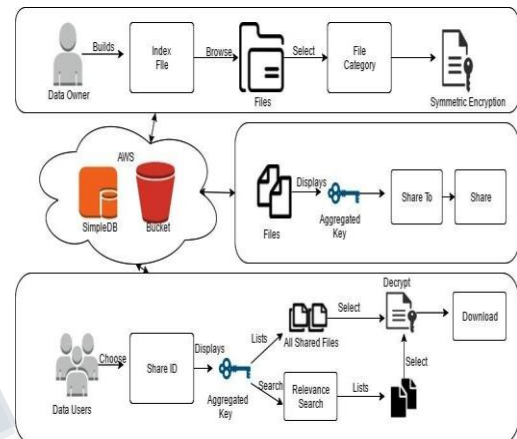 Data Owner
Builds
Index
File
Browse
Files
Select
File
Category
Symmetric Encryption
AWS
SimpleDB
Bucket
Files
Displays
Aggregated
Key
Share To
Share
Data Users
Choose
Share ID
Displays
Aggregated
Key
Lists
All Shared Files
Select
Decrypt
Download
Search
Relevance
Search
Lists
Select